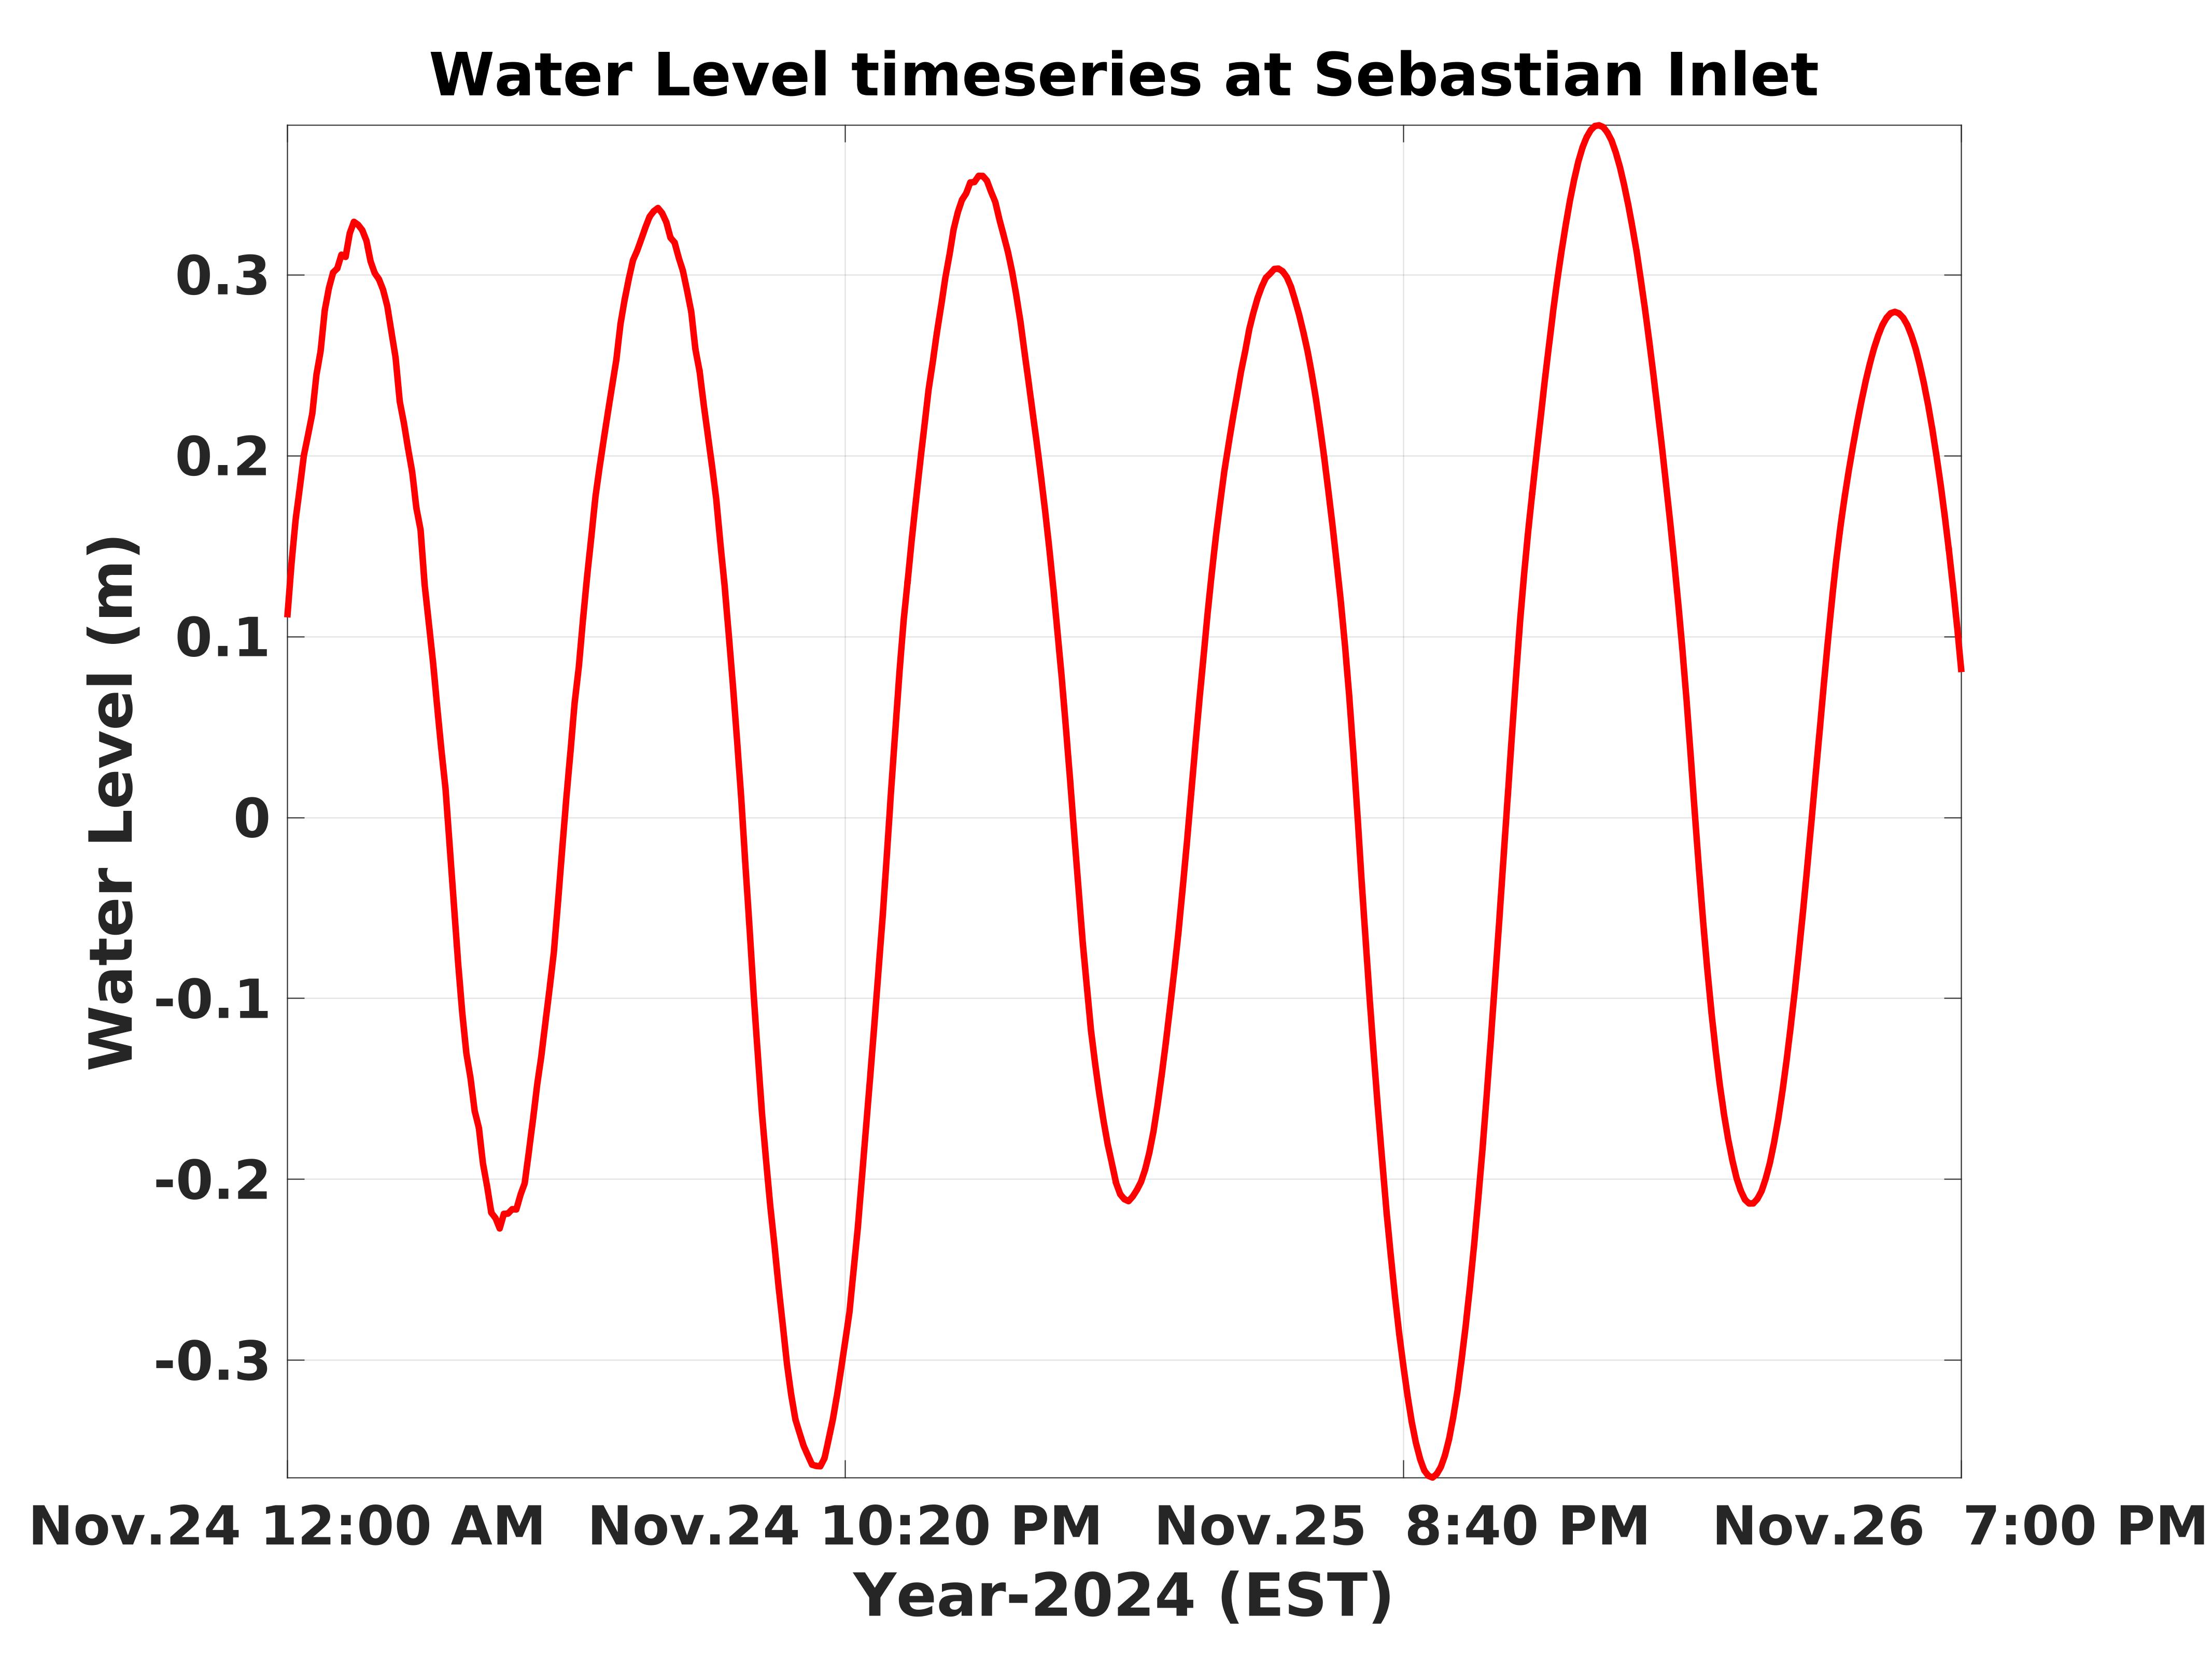 Water Level timeseries at Sebastian Inlet
Water Level (m)
0.3
0.2
0.1
0
-0.1
-0.2
-0.3
Nov.24 12:00 AM Nov.24 10:20 PM Nov.25 8:40 PM Nov.26 7:00 PM
Year-2024 (EST)